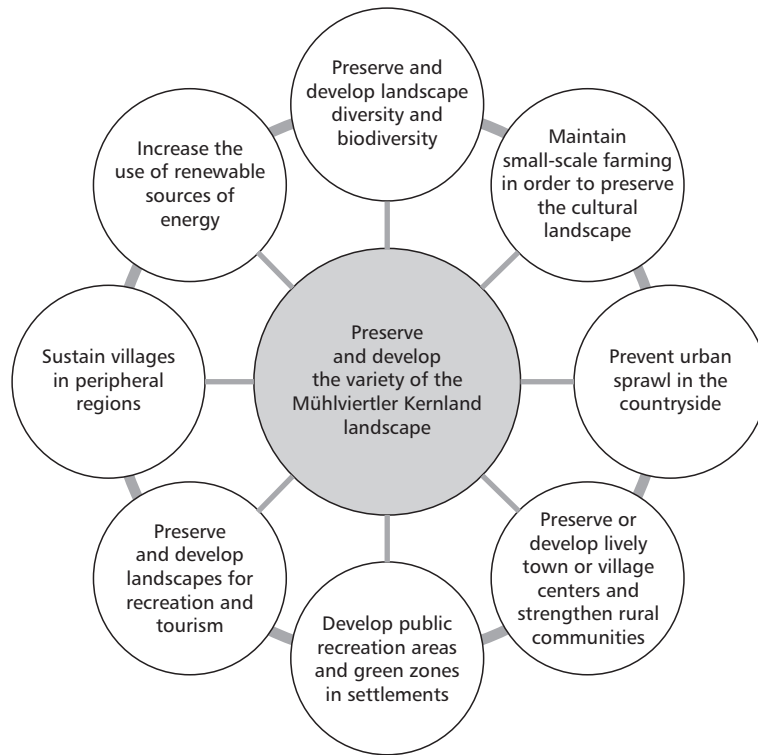 Preserve and
develop landscape
diversity and
biodiversity
Maintain
small-scale farming
in order to preserve
the cultural
landscape
Prevent urban
sprawl in the
countryside
Preserve or
develop lively
town or village
centers and
strengthen rural
communities
Develop public
recreation areas
and green zones
in settlements
Preserve
and develop
landscapes for
recreation and
tourism
Sustain villages
in peripheral
regions
Increase the
use of renewable
sources of
energy
Preserve
and develop
the variety of the
Mühlviertler Kernland
landscape